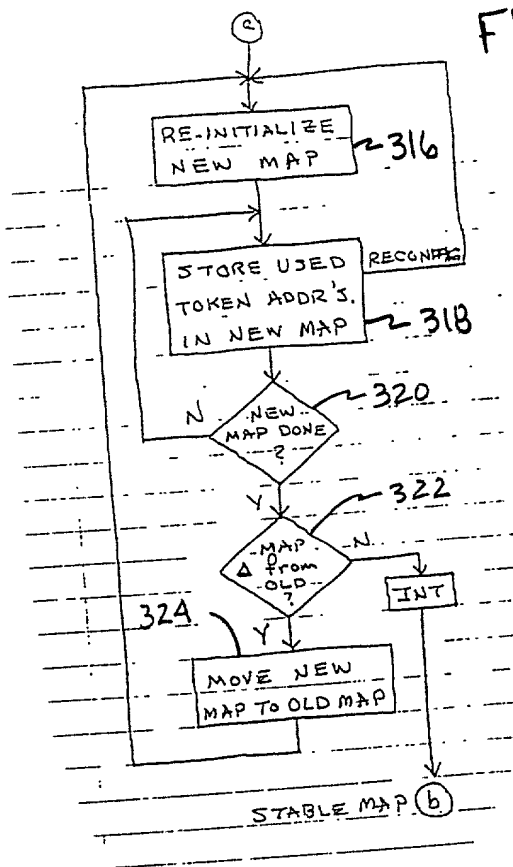 a
F
RE-INITIALIZE
NEW MAP
316
STORE USED
TOKEN ADDR'S.
IN NEW MAP
RECONFIG
318
N
NEW
MAP DONE
?
320
Y
322
MAP
Δ from
OLD
?
N
INT
324
Y
MOVE NEW
MAP TO OLD MAP
STABLE MAP b